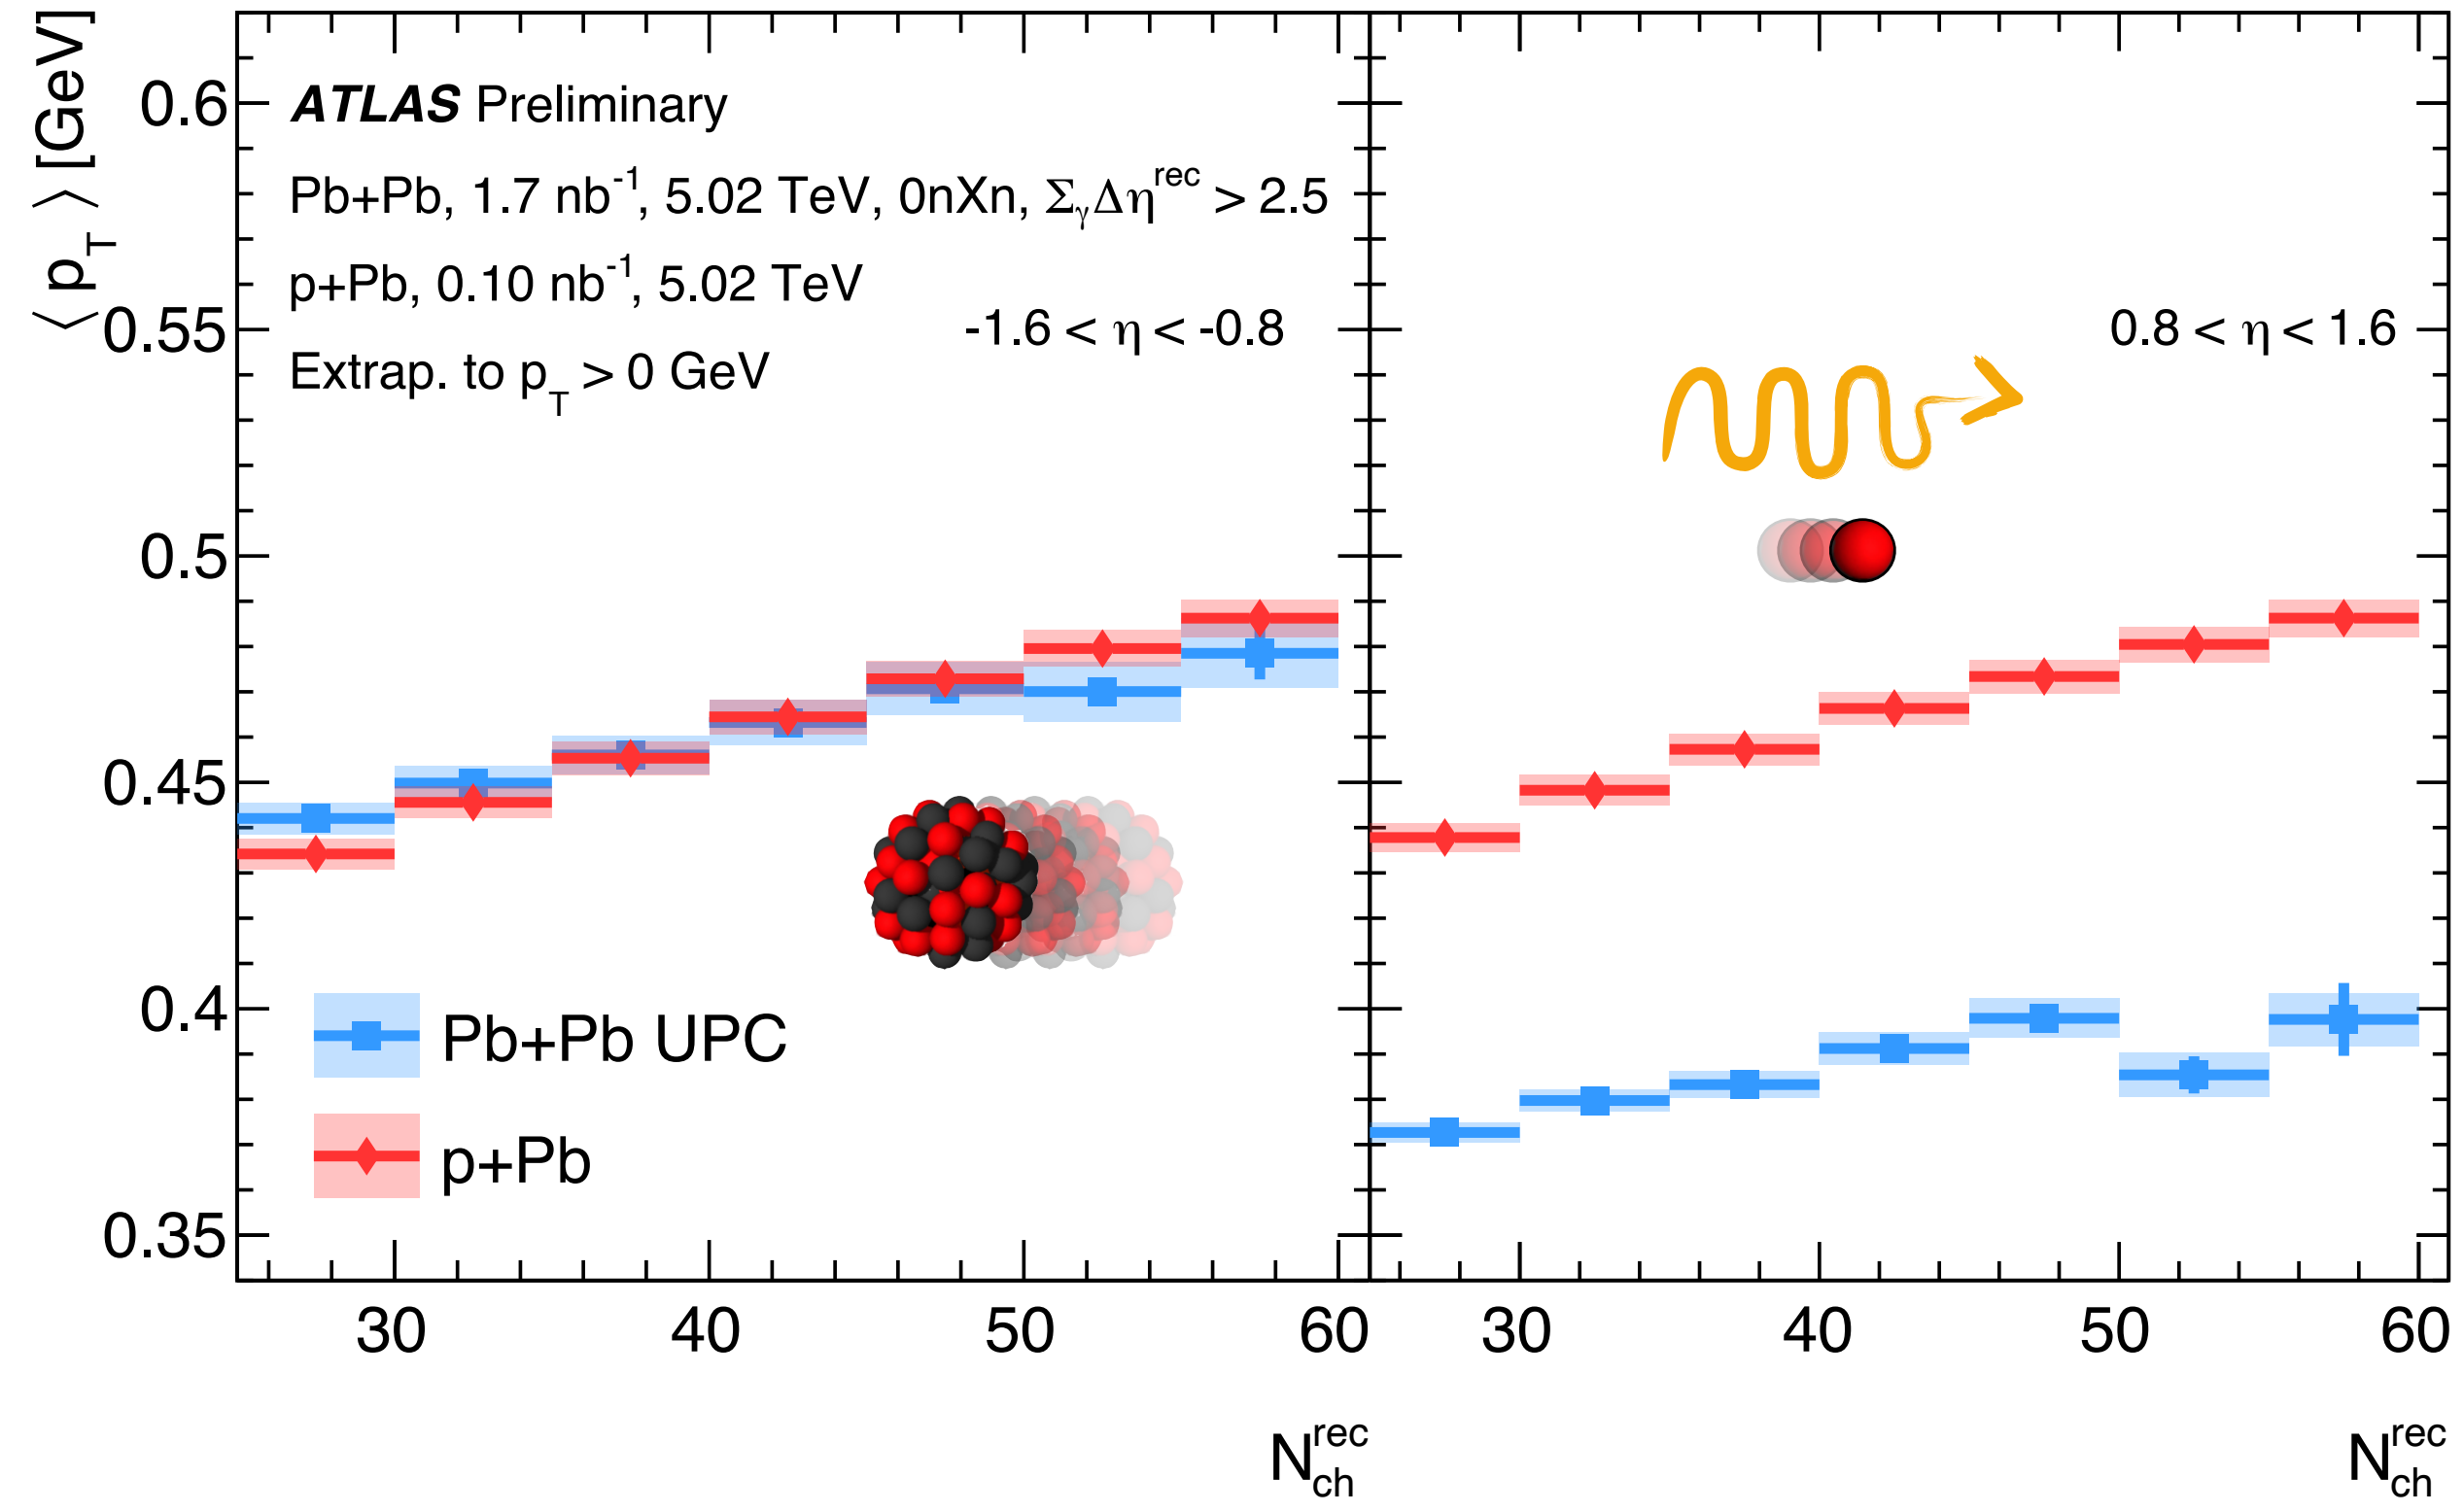 ⟨ p_T ⟩ [GeV]
0.6
0.55
0.5
0.45
0.4
0.35
ATLAS Preliminary
Pb+Pb, 1.7 nb⁻¹, 5.02 TeV, 0nXn, Σ_γΔη^rec > 2.5
p+Pb, 0.10 nb⁻¹, 5.02 TeV
-1.6 < η < -0.8
Extrap. to p_T > 0 GeV
Pb+Pb UPC
p+Pb
0.8 < η < 1.6
30 40 50 60 30 40 50 60
N_ch^rec N_ch^rec